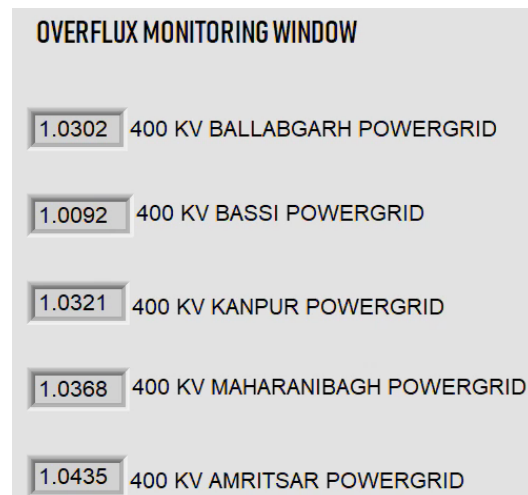 OVERFLUX MONITORING WINDOW
1.0302 400 KV BALLABGARH POWERGRID
1.0092 400 KV BASSI POWERGRID
1.0321 400 KV KANPUR POWERGRID
1.0368 400 KV MAHARANIBAGH POWERGRID
1.0435 400 KV AMRITSAR POWERGRID